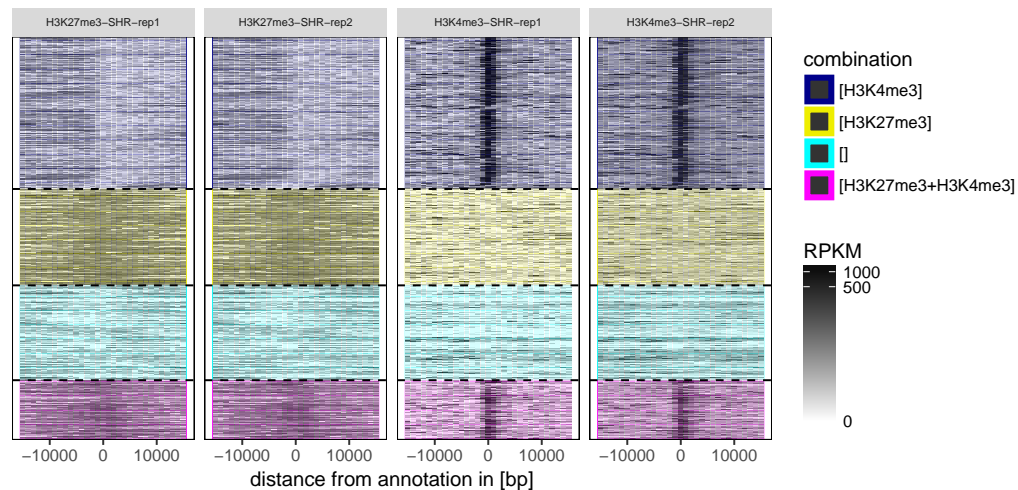 H3K27me3−SHR−rep1 H3K27me3−SHR−rep2 H3K4me3−SHR−rep1 H3K4me3−SHR−rep2
combination
[H3K4me3]
[H3K27me3]
[]
[H3K27me3+H3K4me3]
RPKM
1000
500
0
−10000 0 10000 −10000 0 10000 −10000 0 10000 −10000 0 10000
distance from annotation in [bp]